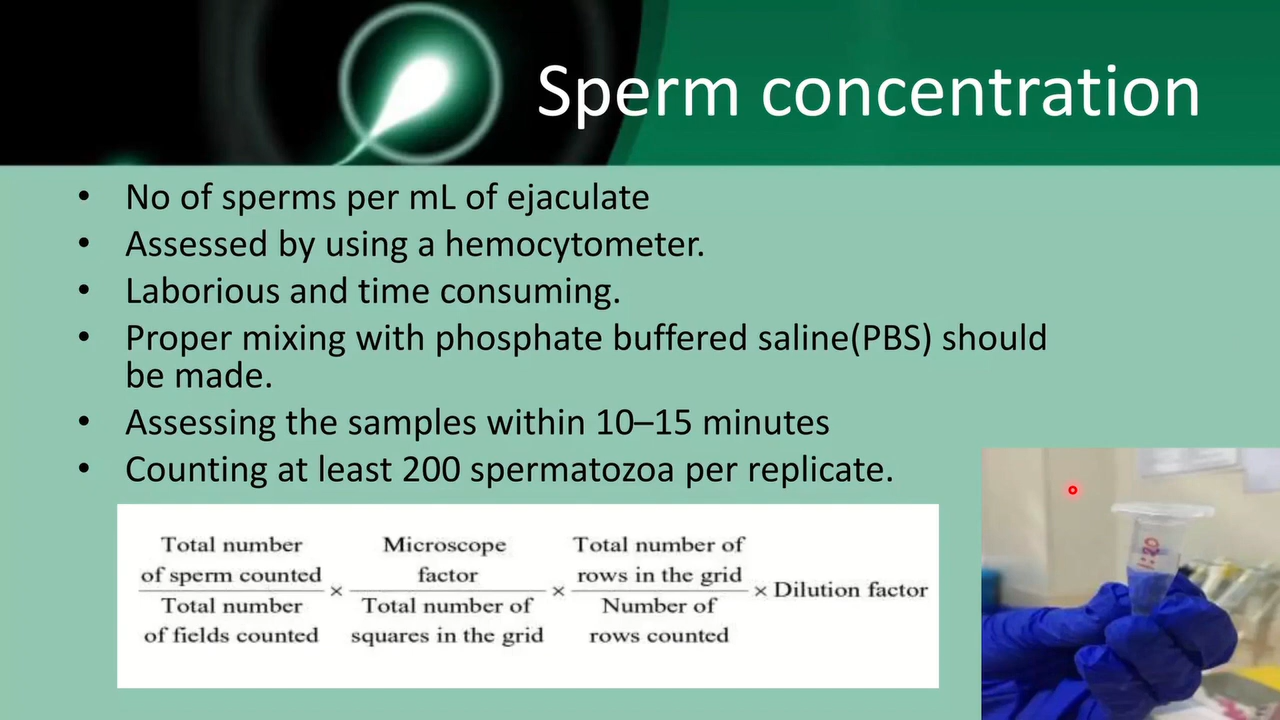 Sperm concentration
• No of sperms per mL of ejaculate
• Assessed by using a hemocytometer.
• Laborious and time consuming.
• Proper mixing with phosphate buffered saline(PBS) should
be made.
• Assessing the samples within 10–15 minutes
• Counting at least 200 spermatozoa per replicate.
Total number
of sperm counted
Total number
of fields counted
×
Microscope
factor
Total number of
squares in the grid
×
Total number of
rows in the grid
Number of
rows counted
× Dilution factor
1:20